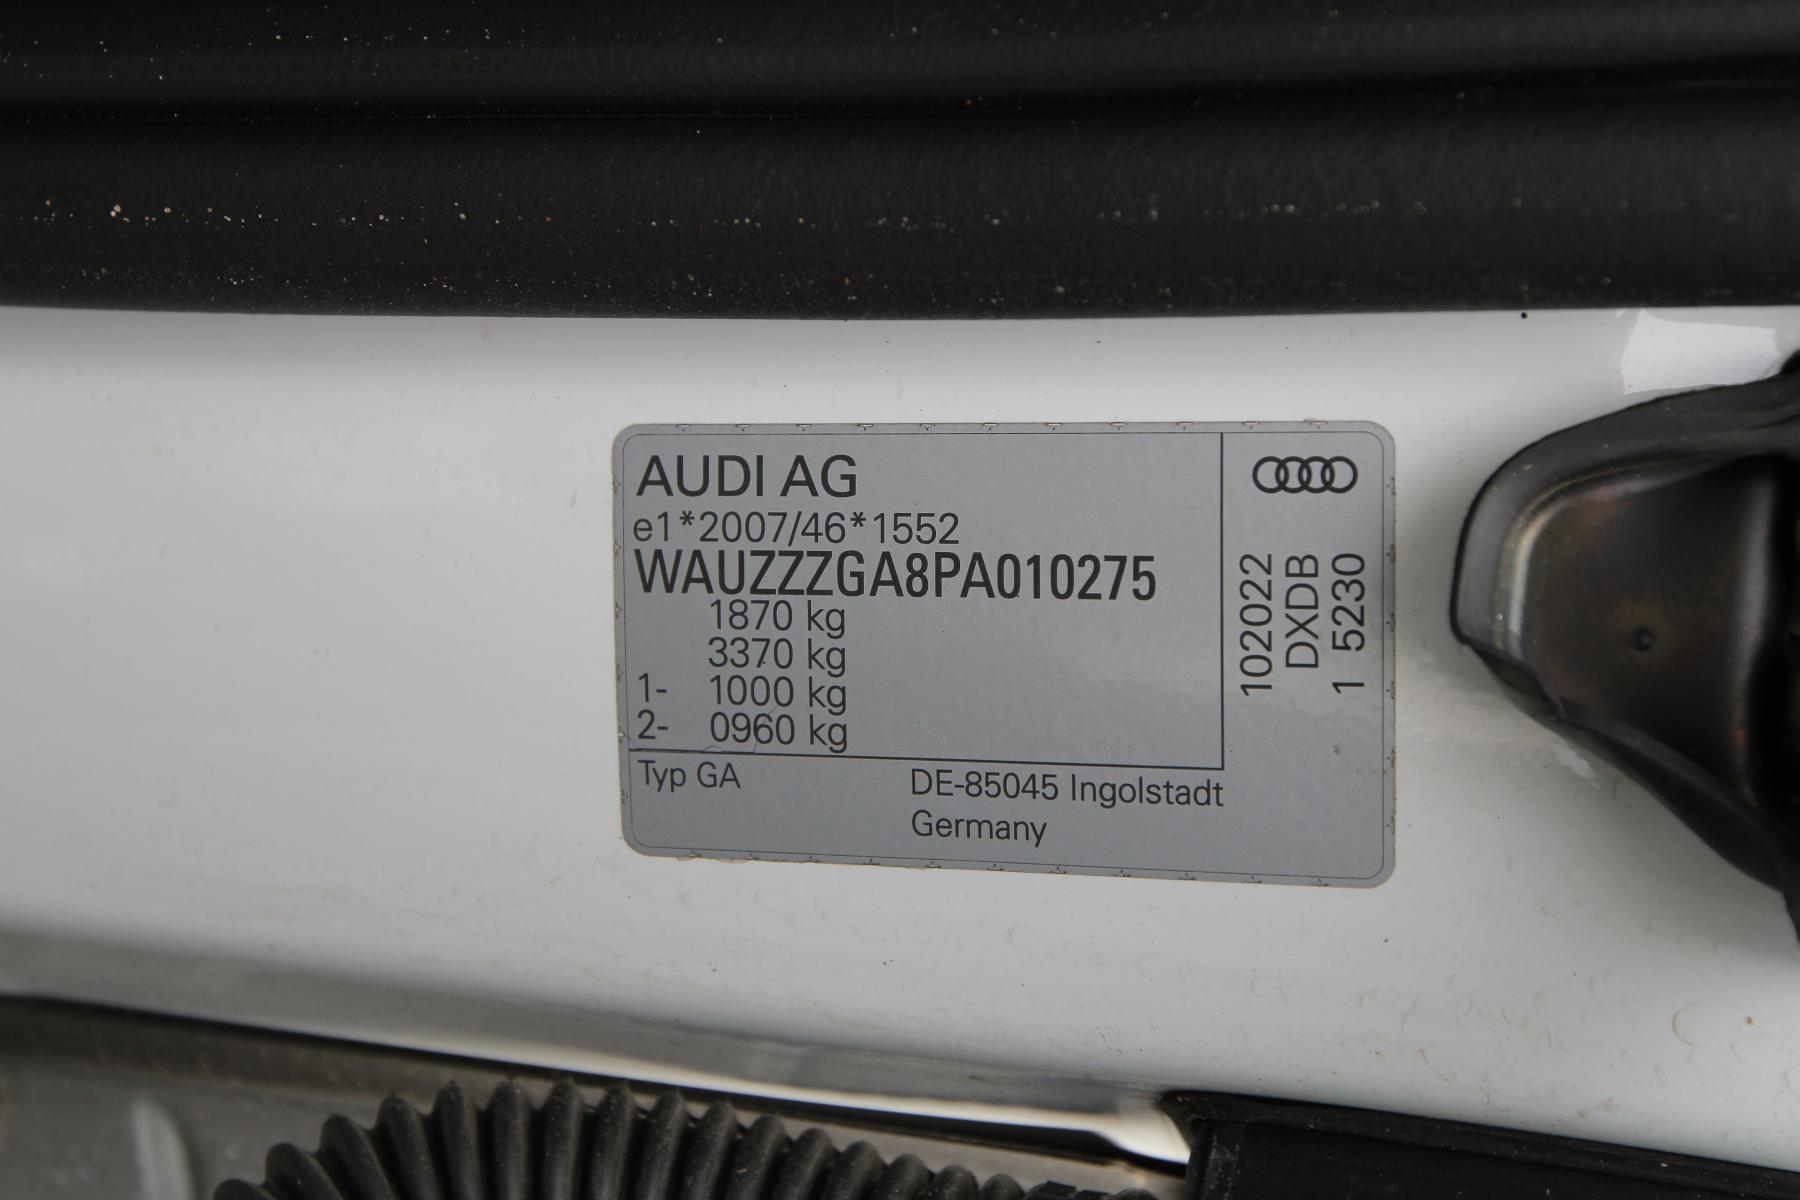 AUDI AG
e1*2007/46*1552
WAUZZZGA8PA010275
1870 kg
3370 kg
1- 1000 kg
2- 0960 kg
Typ GA
DE-85045 Ingolstadt
Germany
102022
DXDB
1 5230